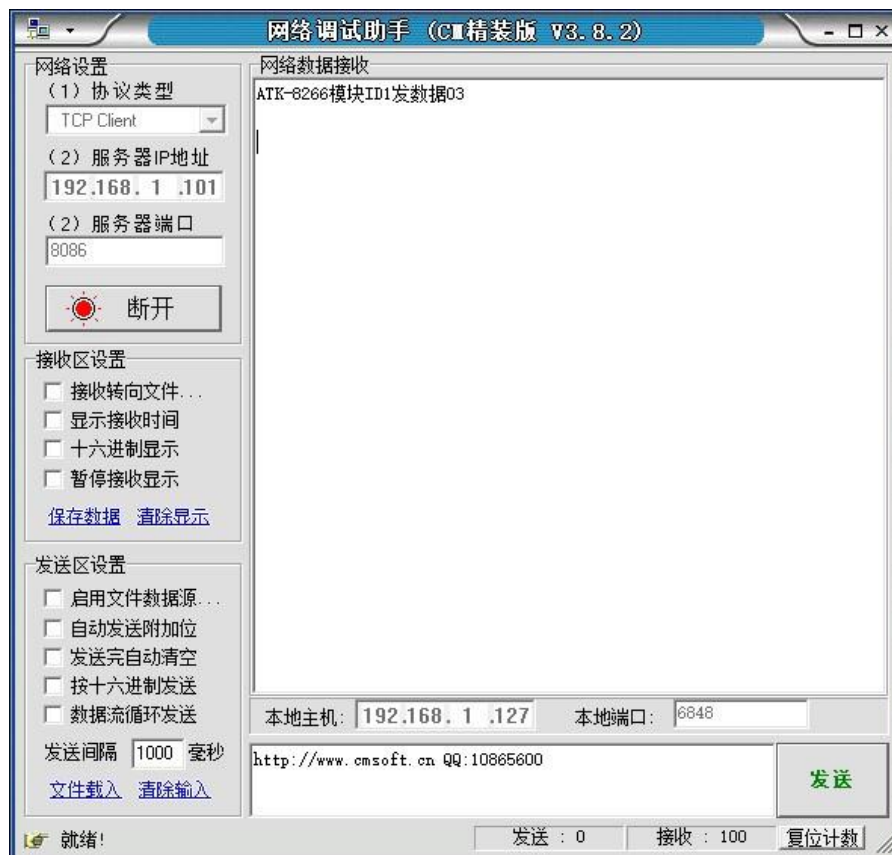 网络调试助手 (CM精装版 V3.8.2)
网络设置
(1) 协议类型
TCP Client
(2) 服务器IP地址
192.168. 1 .101
(2) 服务器端口
8086
断开
接收区设置
接收转向文件...
显示接收时间
十六进制显示
暂停接收显示
保存数据 清除显示
发送区设置
启用文件数据源...
自动发送附加位
发送完自动清空
按十六进制发送
数据流循环发送
发送间隔 1000 毫秒
文件载入 清除输入
网络数据接收
ATK-8266模块ID1发数据03
本地主机: 192.168. 1 .127 本地端口: 6848
http://www.cmsoft.cn QQ:10865600
发送
就绪! 发送 : 0 接收 : 100 复位计数